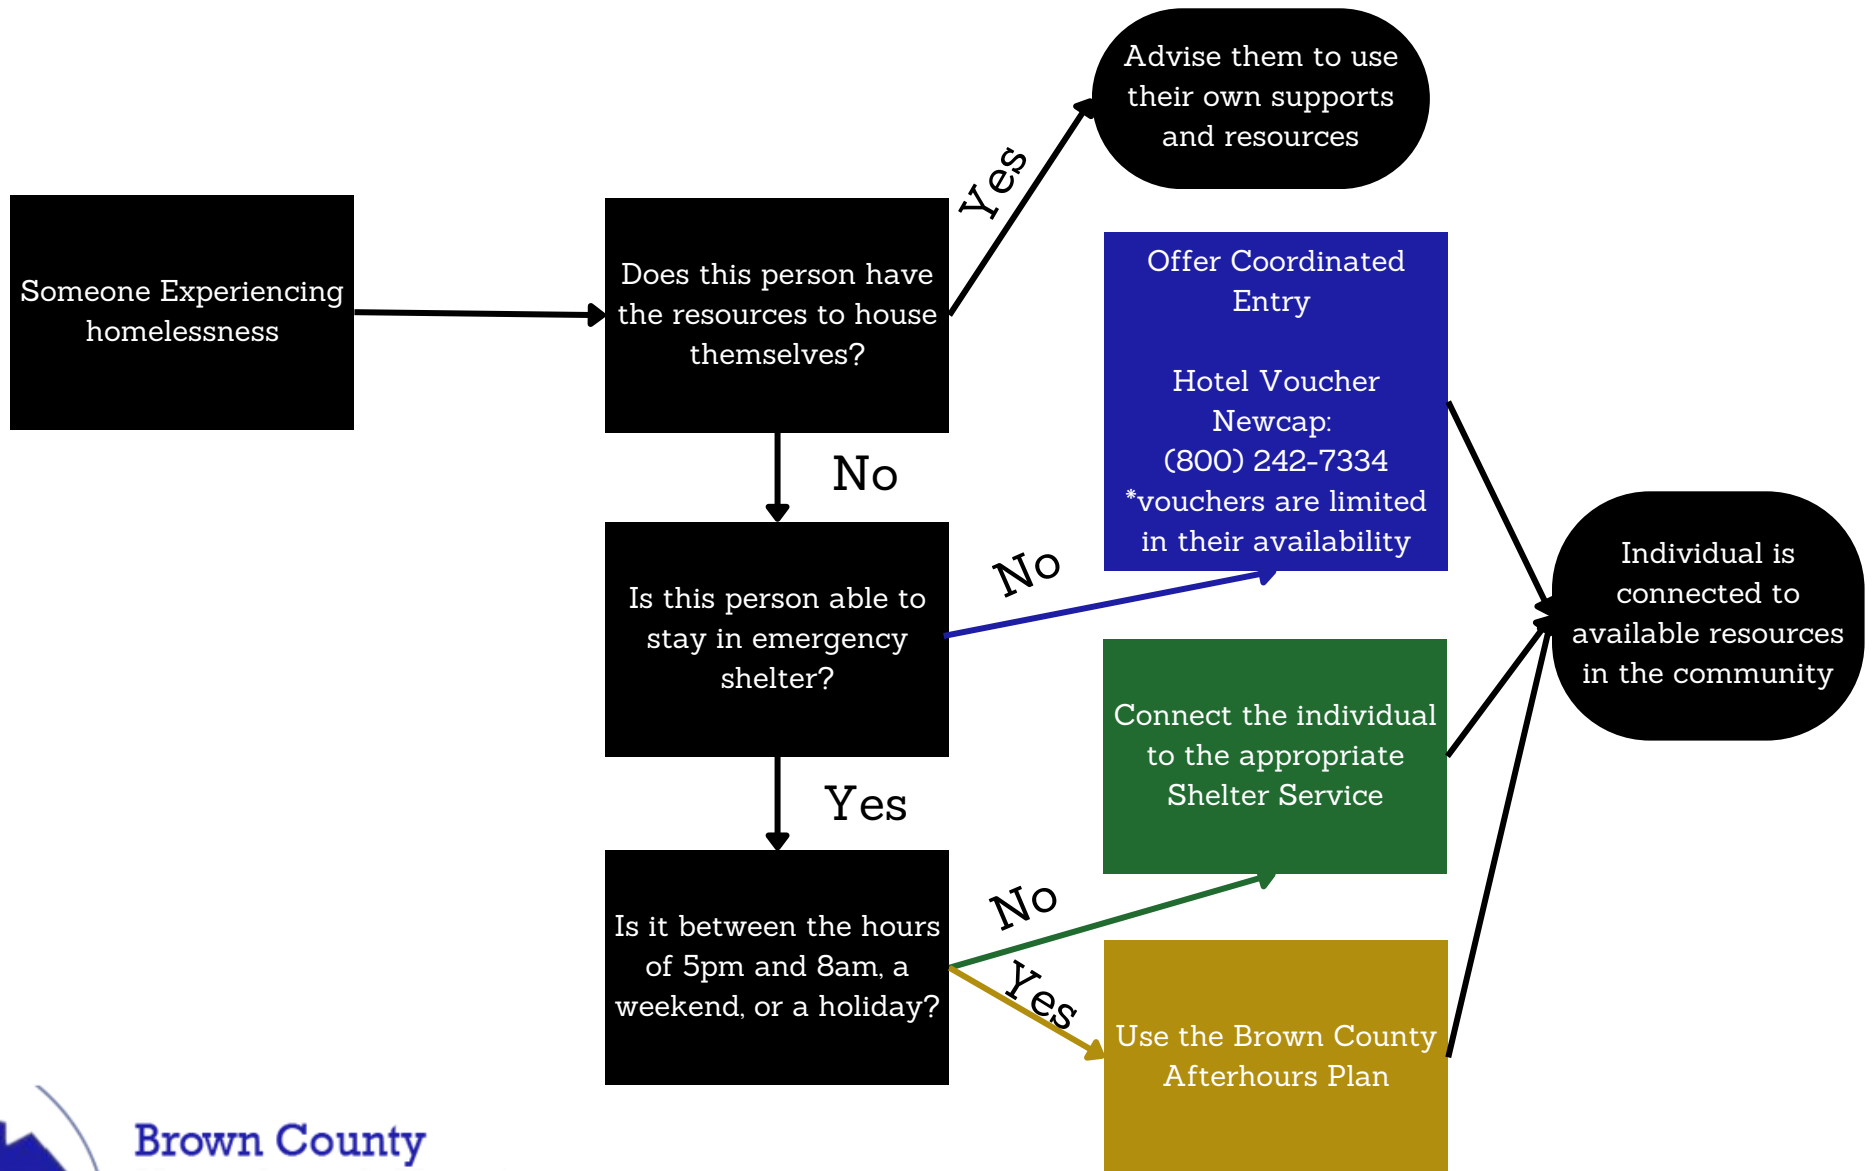 Advise them to use
their own supports
and resources
Yes
Someone Experiencing
homelessness
Does this person have
the resources to house
themselves?
Offer Coordinated
Entry
Hotel Voucher
Newcap:
(800) 242-7334
*vouchers are limited
in their availability
No
Is this person able to
stay in emergency
shelter?
No
Individual is
connected to
available resources
in the community
Connect the individual
to the appropriate
Shelter Service
Yes
Is it between the hours
of 5pm and 8am, a
weekend, or a holiday?
No
Yes
Use the Brown County
Afterhours Plan
Brown County